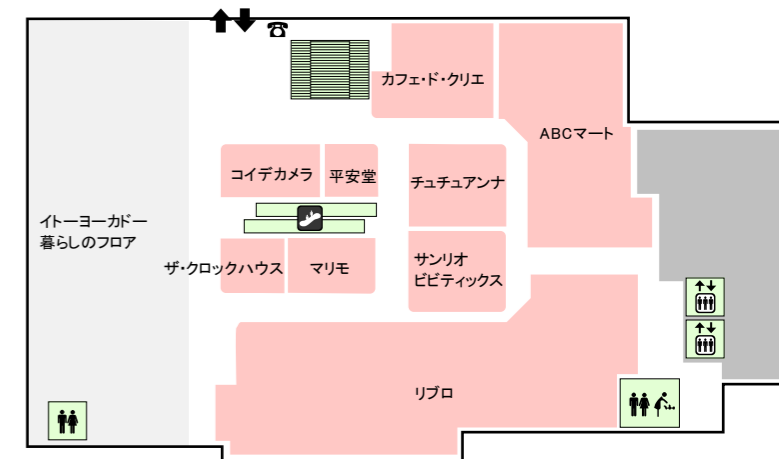 カフェ・ド・クリエ
ABCマート
コイデカメラ
平安堂
チュチュアンナ
イトーヨーカドー
暮らしのフロア
ザ・クロックハウス
マリモ
サンリオ
ビビティックス
リブロ